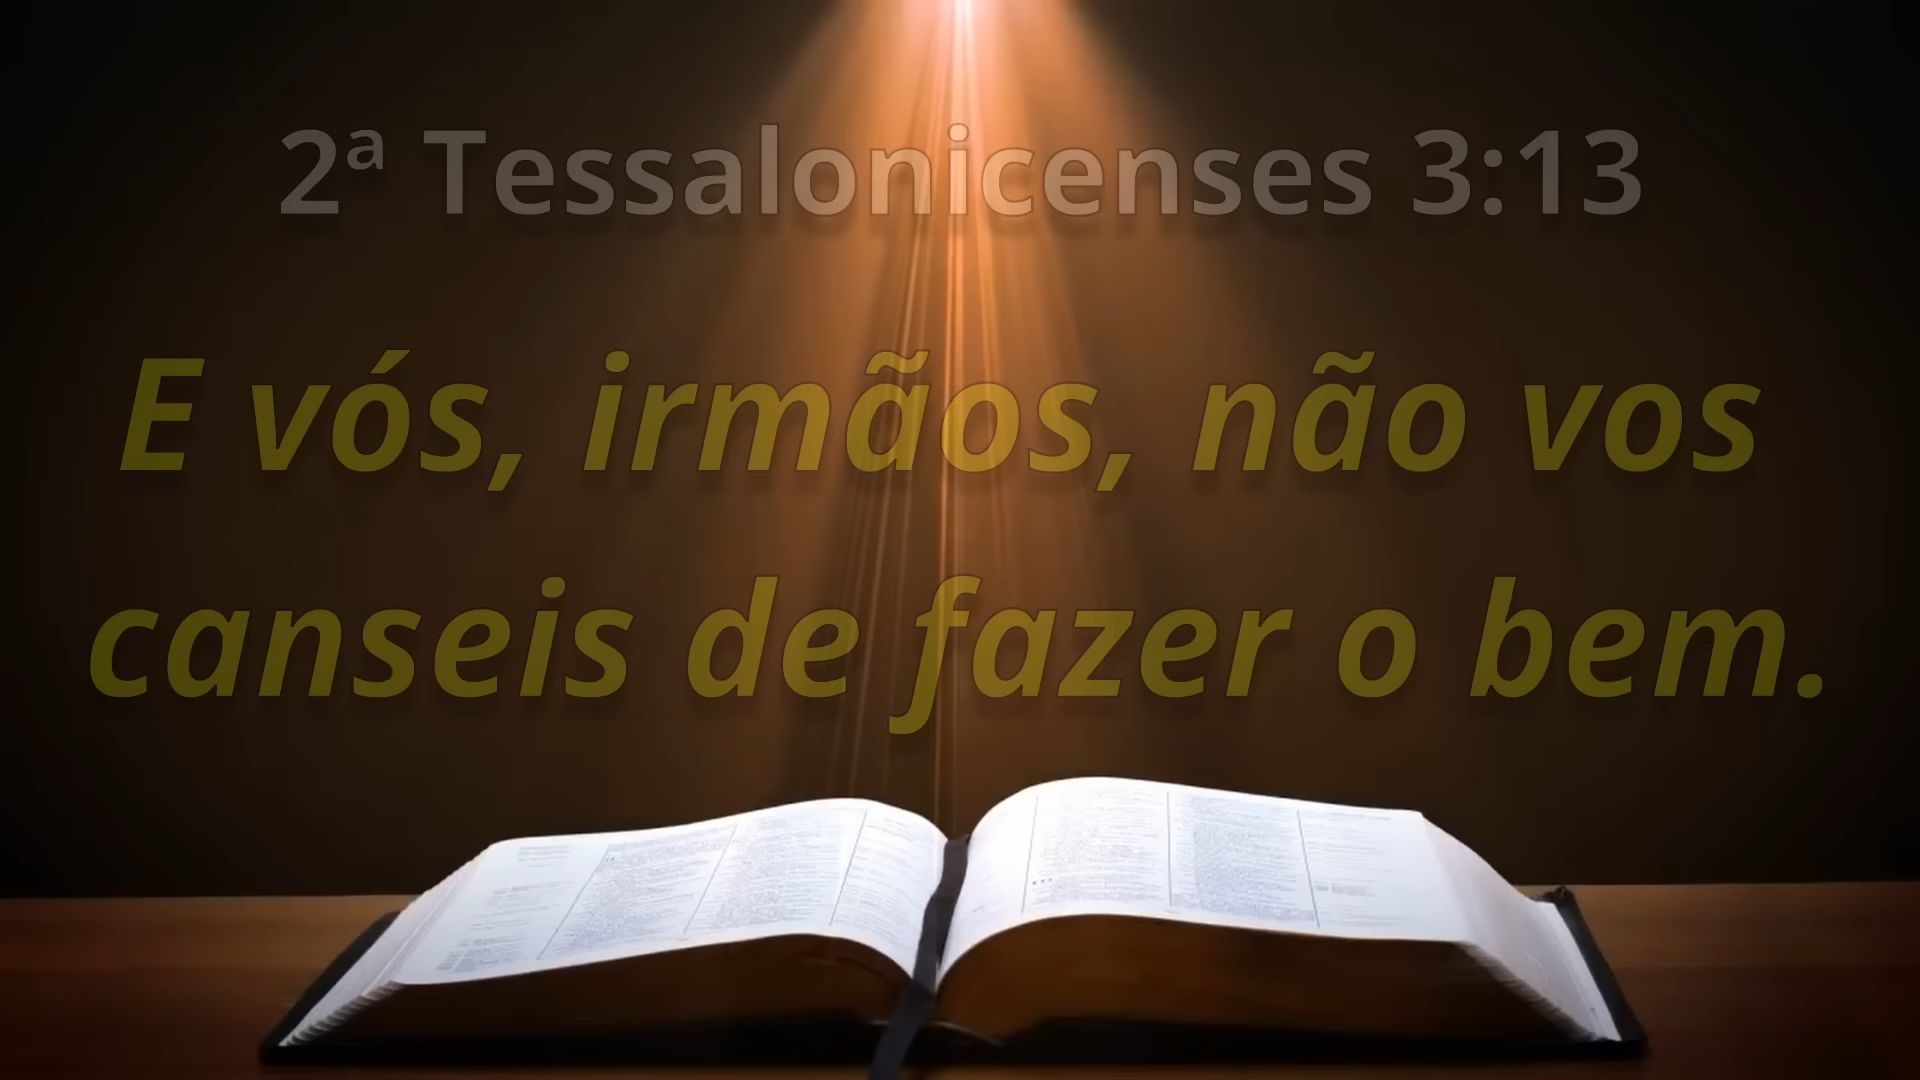 2ª Tessalonicenses 3:13
E vós, irmãos, não vos
canseis de fazer o bem.